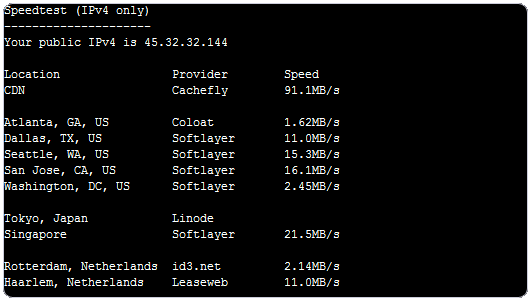 Speedtest (IPv4 only)
---------------------
Your public IPv4 is 45.32.32.144
Location Provider Speed
CDN Cachefly 91.1MB/s
Atlanta, GA, US Coloat 1.62MB/s
Dallas, TX, US Softlayer 11.0MB/s
Seattle, WA, US Softlayer 15.3MB/s
San Jose, CA, US Softlayer 16.1MB/s
Washington, DC, US Softlayer 2.45MB/s
Tokyo, Japan Linode
Singapore Softlayer 21.5MB/s
Rotterdam, Netherlands id3.net 2.14MB/s
Haarlem, Netherlands Leaseweb 11.0MB/s